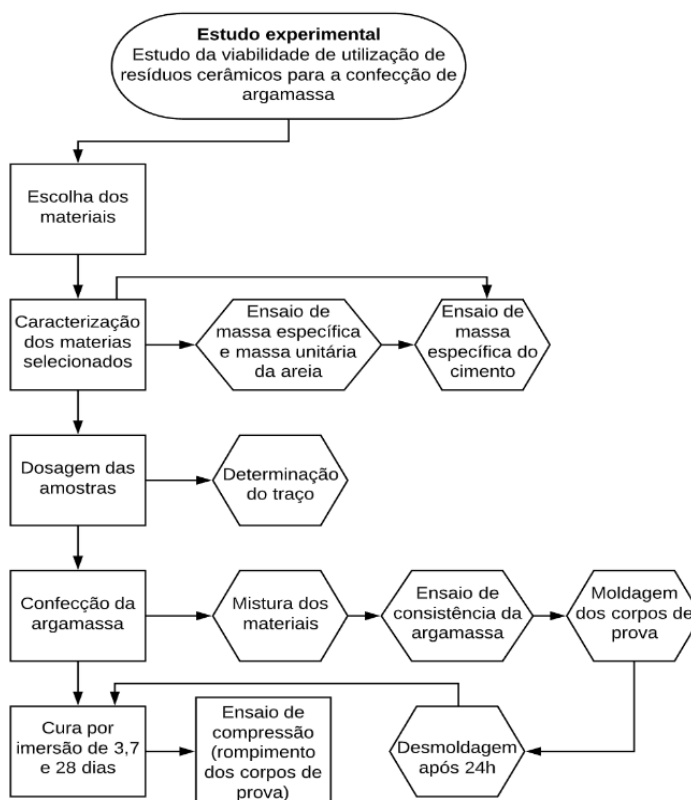 Estudo experimental
Estudo da viabilidade de utilização de
resíduos cerâmicos para a confecção de
argamassa
Escolha dos
materiais
Caracterização
dos materias
selecionados
Ensaio de
massa específica
e massa unitária
da areia
Ensaio de
massa
específica do
cimento
Dosagem das
amostras
Determinação
do traço
Confecção da
argamassa
Mistura dos
materiais
Ensaio de
consistência da
argamassa
Moldagem
dos corpos de
prova
Cura por
imersão de 3,7
e 28 dias
Ensaio de
compressão
(rompimento
dos corpos de
prova)
Desmoldagem
após 24h